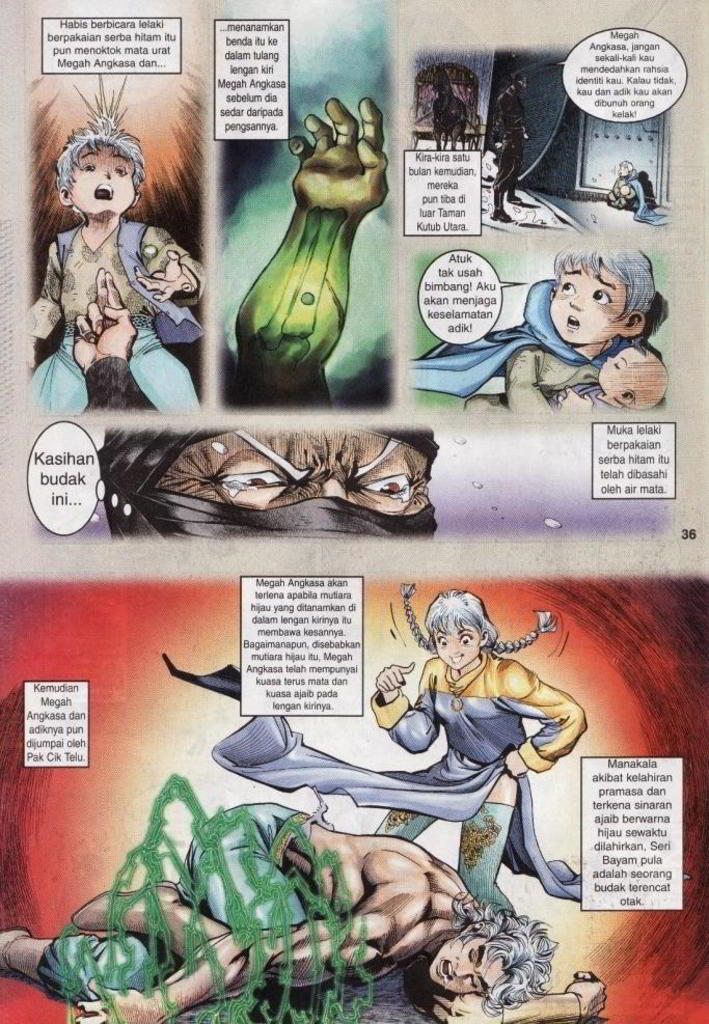 Habis berbicara lelaki
berpakaian serba hitam itu
pun menoktok mata urat
Megah Angkasa dan...
...menanamkan
benda itu ke
dalam tulang
lengan kiri
Megah Angkasa
sebelum dia
sedar daripada
pengsannya.
Megah
Angkasa, jangan
sekali-kali kau
mendedahkan rahsia
identiti kau. Kalau tidak,
kau dan adik kau akan
dibunuh orang
kelak!
Kira-kira satu
bulan kemudian,
mereka
pun tiba di
luar Taman
Kutub Utara.
Atuk
tak usah
bimbang! Aku
akan menjaga
keselamatan
adik!
Kasihan
budak
ini...
Muka lelaki
berpakaian
serba hitam itu
telah dibasahi
oleh air mata.
36
Megah Angkasa akan
terlena apabila mutiara
hijau yang ditanamkan di
dalam lengan kirinya itu
membawa kesannya.
Bagaimanapun, disebabkan
mutiara hijau itu, Megah
Angkasa telah mempunyai
kuasa terus mata dan
kuasa ajaib pada
lengan kirinya.
Kemudian
Megah
Angkasa dan
adiknya pun
dijumpai oleh
Pak Cik Telu.
Manakala
akibat kelahiran
pramasa dan
terkena sinaran
ajaib berwarna
hijau sewaktu
dilahirkan, Seri
Bayam pula
adalah seorang
budak terencat
otak.